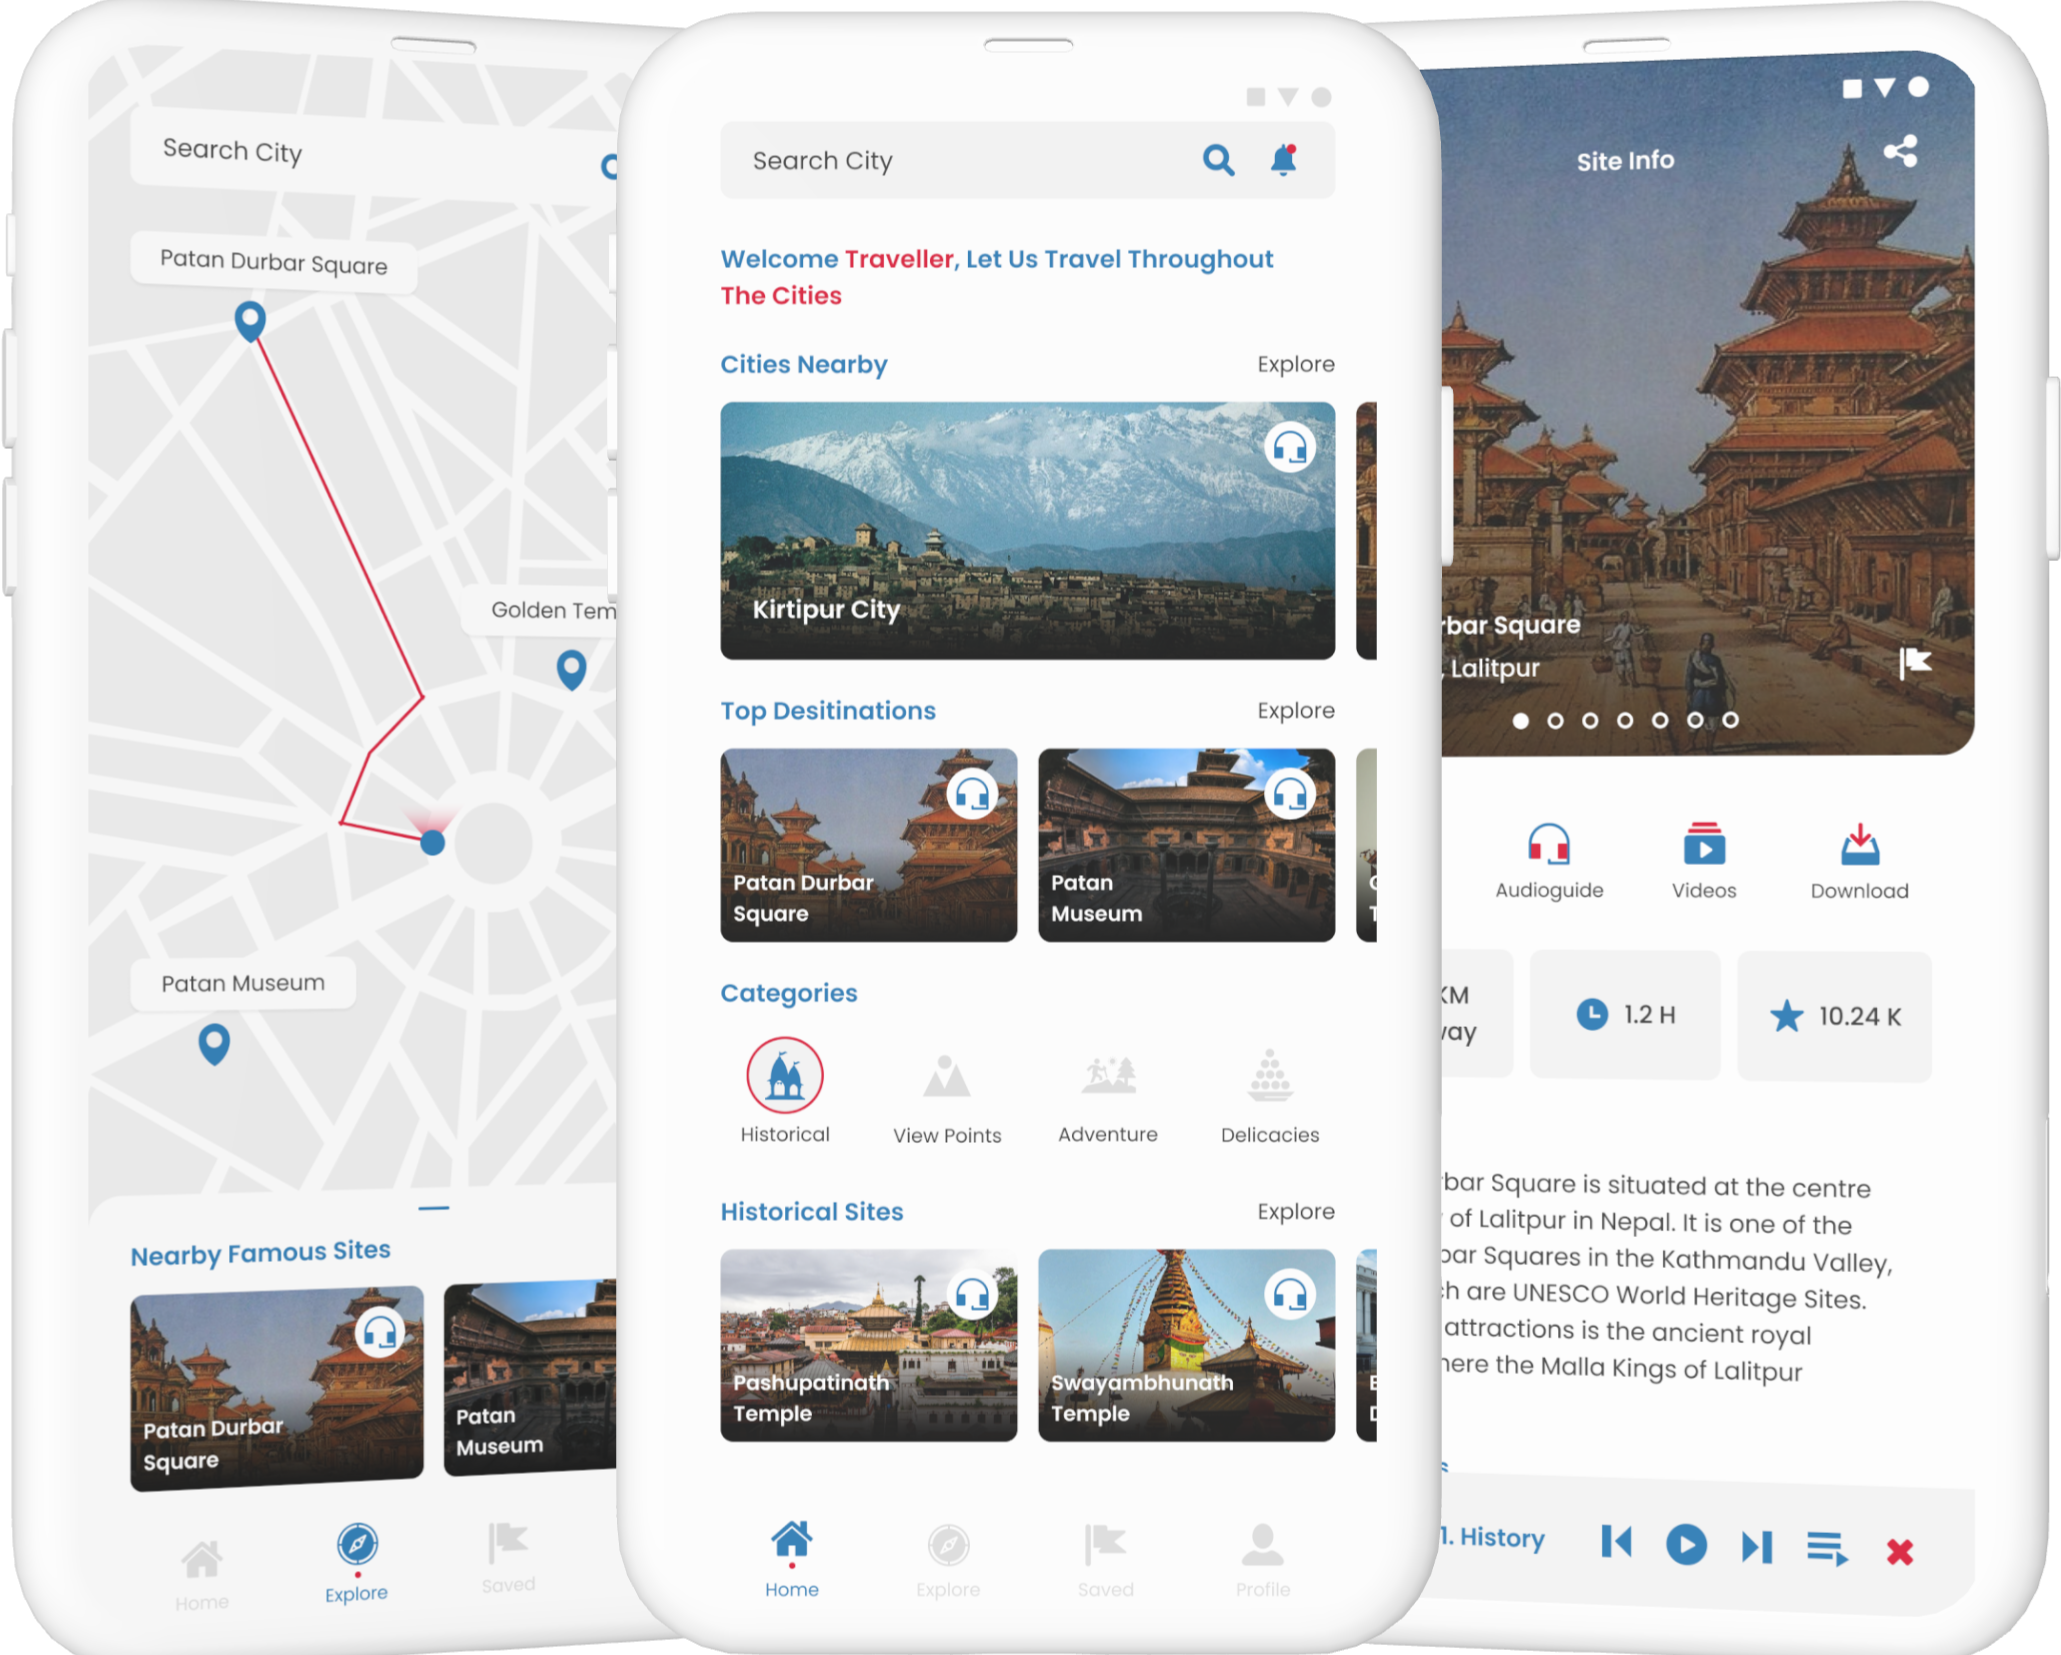 Search City
Patan Durbar Square
Golden Tem
Patan Museum
Nearby Famous Sites
Patan Durbar
Square
Patan
Museum
Home
Explore
Saved
Search City
Welcome Traveller, Let Us Travel Throughout
The Cities
Cities Nearby
Explore
Kirtipur City
Top Desitinations
Explore
Patan Durbar
Square
Patan
Museum
Categories
Historical
View Points
Adventure
Delicacies
Historical Sites
Explore
Pashupatinath
Temple
Swayambhunath
Temple
Home
Explore
Saved
Profile
Site Info
rbar Square
, Lalitpur
Audioguide
Videos
Download
KM
way
1.2 H
10.24 K
bar Square is situated at the centre
of Lalitpur in Nepal. It is one of the
bar Squares in the Kathmandu Valley,
ch are UNESCO World Heritage Sites.
attractions is the ancient royal
here the Malla Kings of Lalitpur
1. History